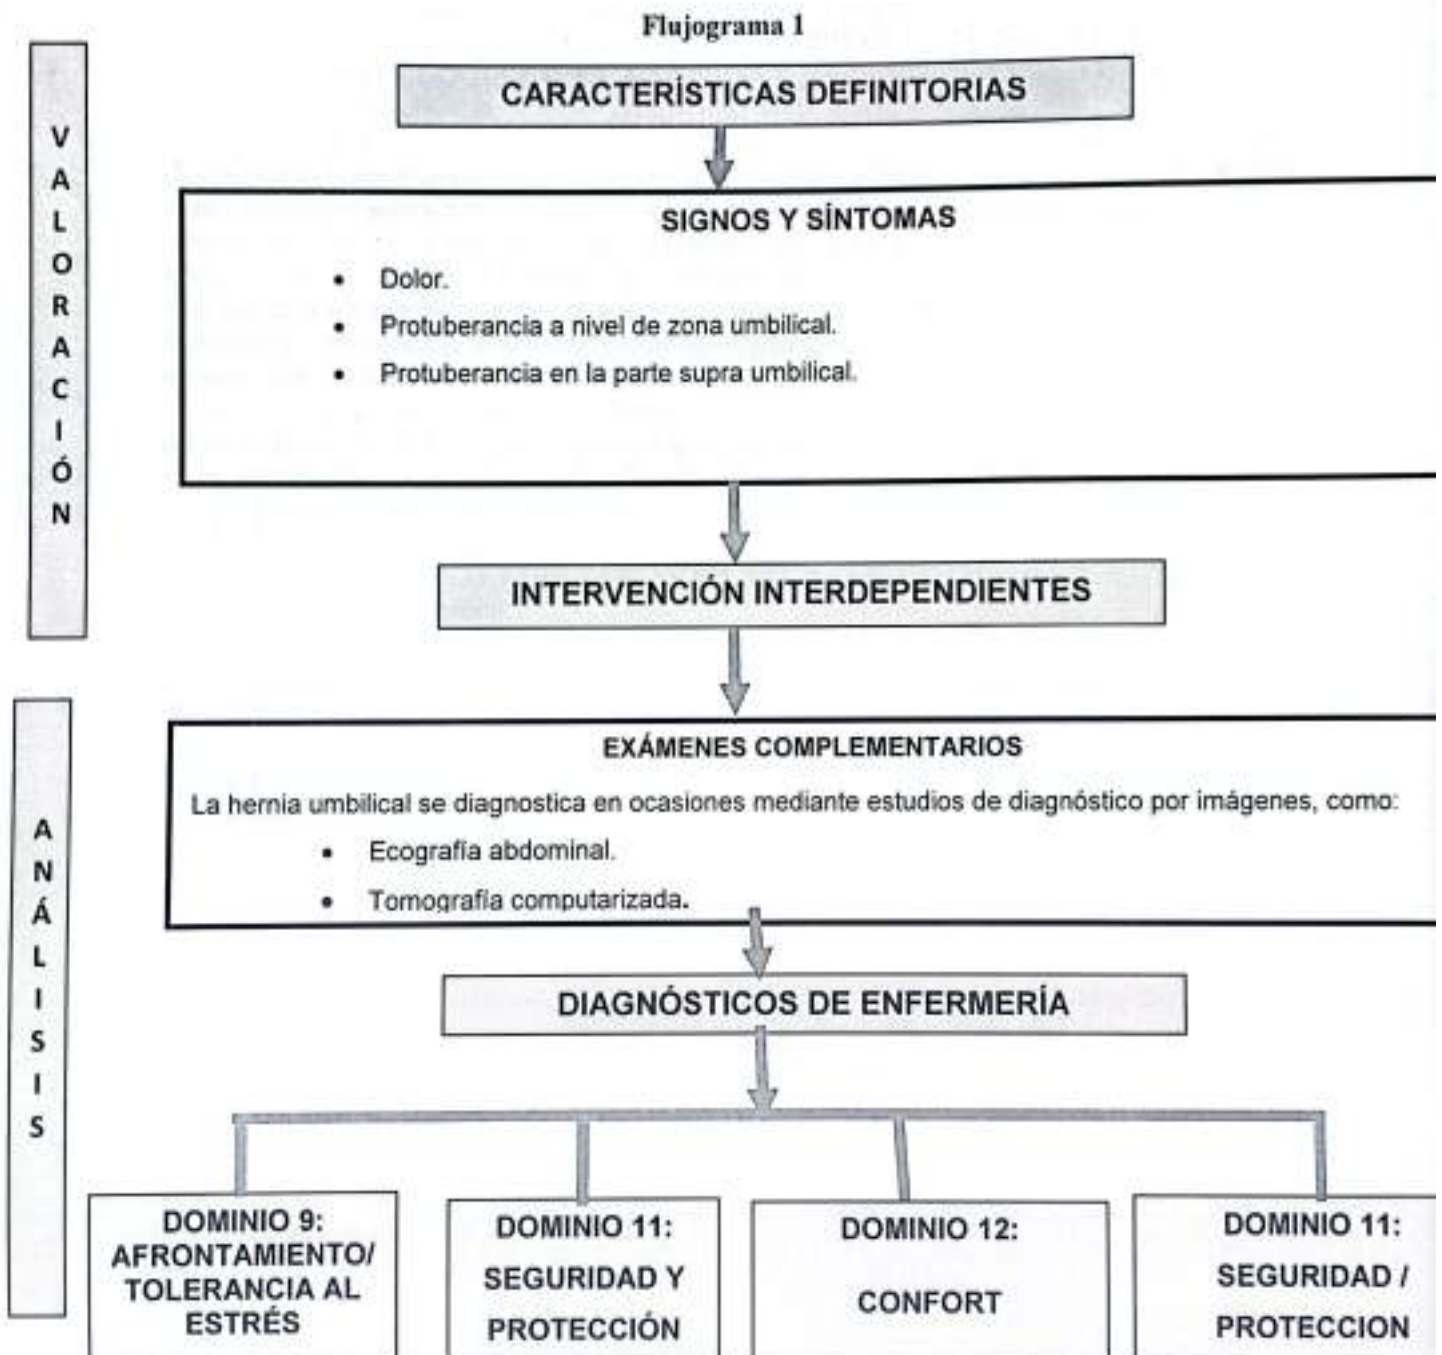 Flujograma 1
CARACTERÍSTICAS DEFINITORIAS
VALORACIÓN
SIGNOS Y SÍNTOMAS
• Dolor.
• Protuberancia a nivel de zona umbilical.
• Protuberancia en la parte supra umbilical.
INTERVENCIÓN INTERDEPENDIENTES
ANÁLISIS
EXÁMENES COMPLEMENTARIOS
La hernia umbilical se diagnostica en ocasiones mediante estudios de diagnóstico por imágenes, como:
• Ecografía abdominal.
• Tomografía computarizada.
DIAGNÓSTICOS DE ENFERMERÍA
DOMINIO 9:
AFRONTAMIENTO/
TOLERANCIA AL
ESTRÉS
DOMINIO 11:
SEGURIDAD Y
PROTECCIÓN
DOMINIO 12:
CONFORT
DOMINIO 11:
SEGURIDAD /
PROTECCION